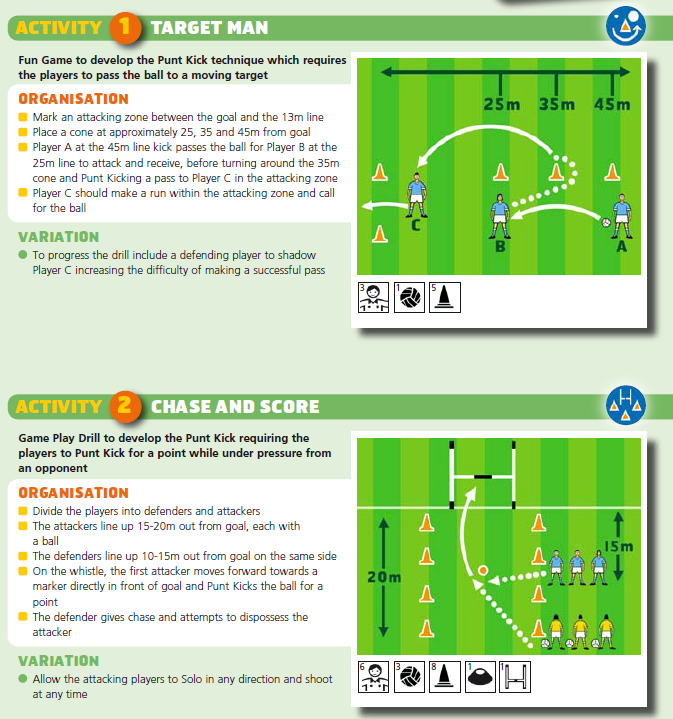 ACTIVITY 1 TARGET MAN
Fun Game to develop the Punt Kick technique which requires
the players to pass the ball to a moving target
ORGANISATION
Mark an attacking zone between the goal and the 13m line
Place a cone at approximately 25, 35 and 45m from goal
Player A at the 45m line kick passes the ball for Player B at the
25m line to attack and receive, before turning around the 35m
cone and Punt Kicking a pass to Player C in the attacking zone
Player C should make a run within the attacking zone and call
for the ball
VARIATION
To progress the drill include a defending player to shadow
Player C increasing the difficulty of making a successful pass
25m 35m 45m
C
B
A
3 1 5
ACTIVITY 2 CHASE AND SCORE
Game Play Drill to develop the Punt Kick requiring the
players to Punt Kick for a point while under pressure from
an opponent
ORGANISATION
Divide the players into defenders and attackers
The attackers line up 15-20m out from goal, each with
a ball
The defenders line up 10-15m out from goal on the same side
On the whistle, the first attacker moves forward towards a
marker directly in front of goal and Punt Kicks the ball for a
point
The defender gives chase and attempts to dispossess the
attacker
VARIATION
Allow the attacking players to Solo in any direction and shoot
at any time
15m
20m
6 3 8 1 1